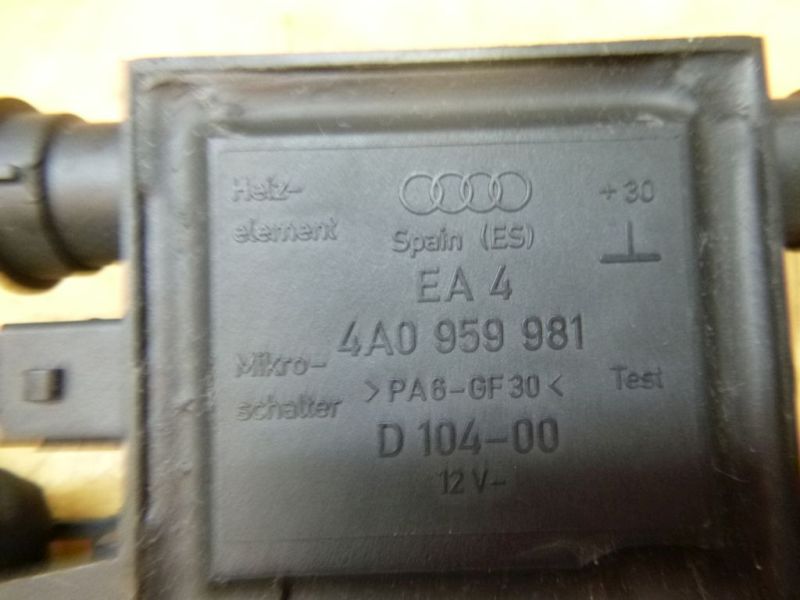 Heiz-
element
Spain (ES)
+30
EA 4
4A0 959 981
Mikro-
schalter
>PA6-GF30<
Test
D 104-00
12 V-